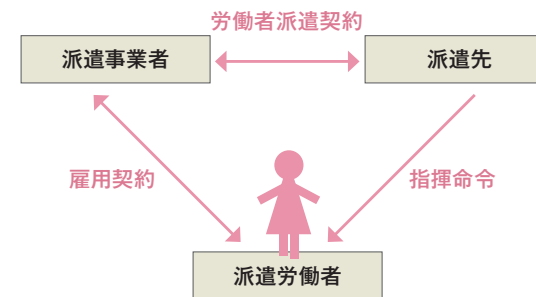 労働者派遣契約
派遣事業者
派遣先
雇用契約
指揮命令
派遣労働者